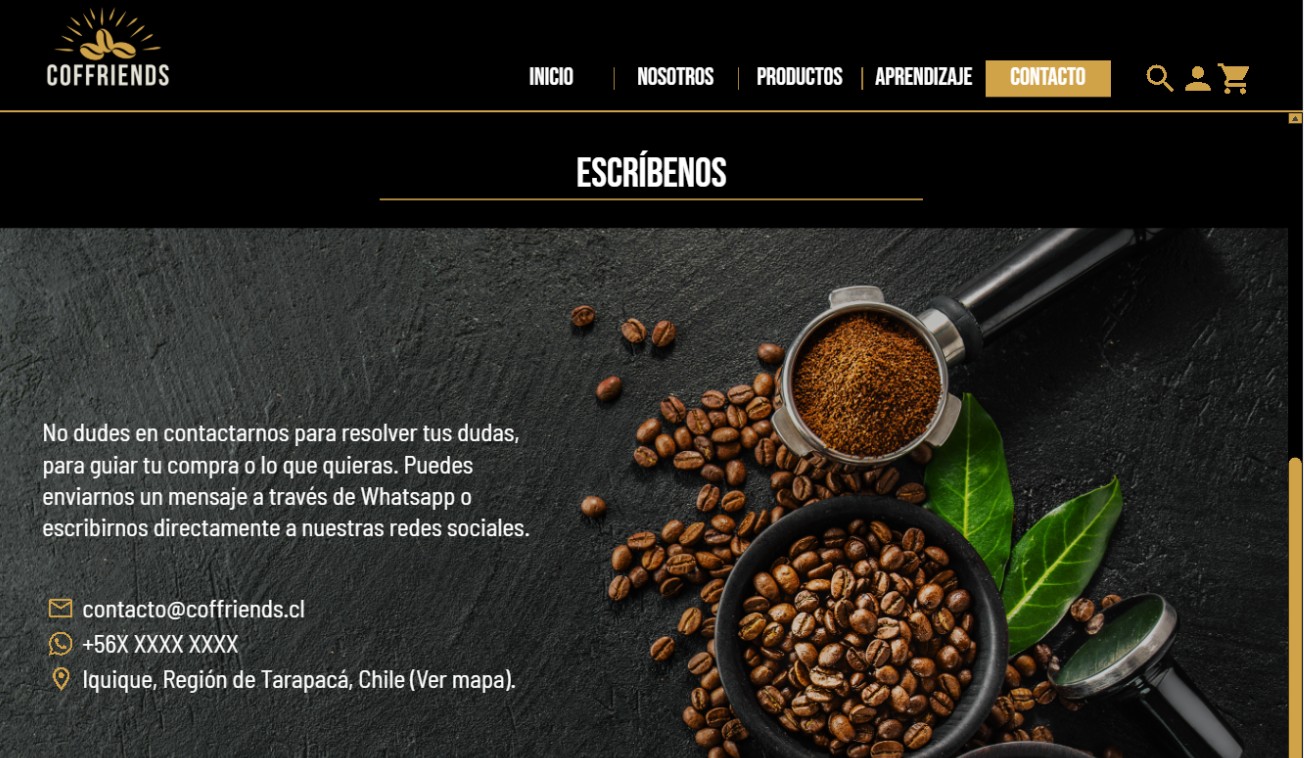 COFFRIENDS
INICIO
NOSOTROS
PRODUCTOS
APRENDIZAJE
CONTACTO
ESCRÍBENOS
No dudes en contactarnos para resolver tus dudas,
para guiar tu compra o lo que quieras. Puedes
enviarnos un mensaje a través de Whatsapp o
escribirnos directamente a nuestras redes sociales.
contacto@coffriends.cl
+56X XXXX XXXX
Iquique, Región de Tarapacá, Chile (Ver mapa).